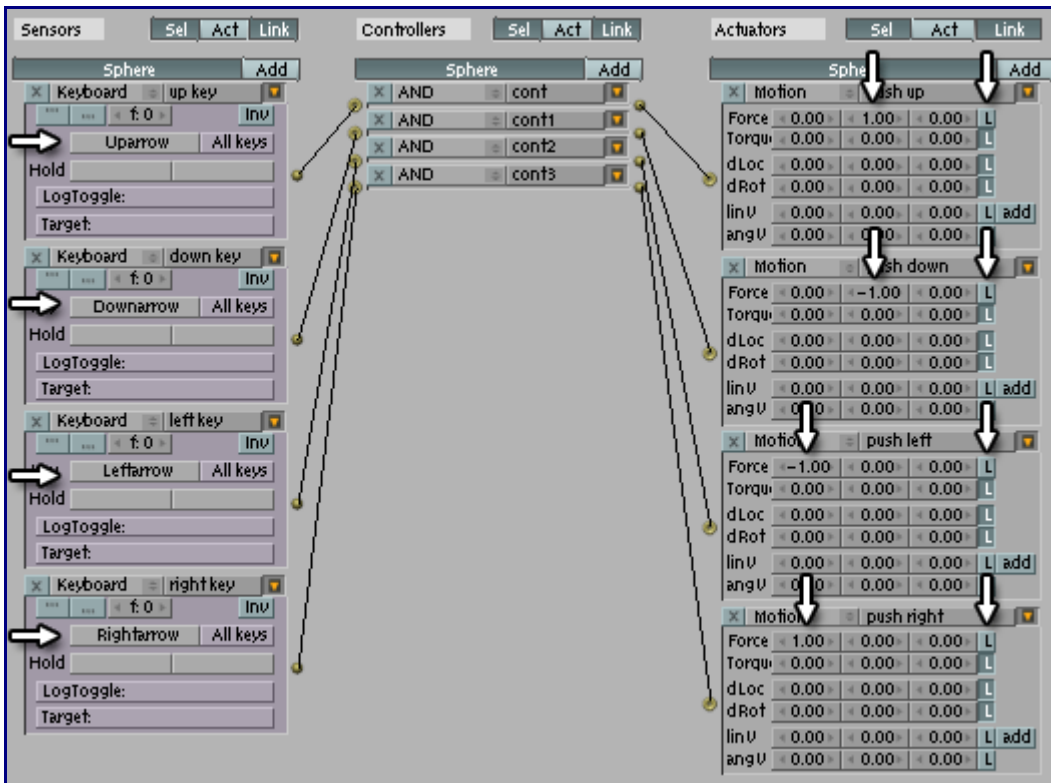 Sensors Sel Act Link
Sphere Add
X Keyboard up key
f: 0 Inv
Uparrow All keys
Hold
LogToggle:
Target:
X Keyboard down key
f: 0 Inv
Downarrow All keys
Hold
LogToggle:
Target:
X Keyboard left key
f: 0 Inv
Leftarrow All keys
Hold
LogToggle:
Target:
X Keyboard right key
f: 0 Inv
Rightarrow All keys
Hold
LogToggle:
Target:
Controllers Sel Act Link
Sphere Add
X AND cont
X AND cont1
X AND cont2
X AND cont3
Actuators Sel Act Link
Add
X Motion up
Force 0.00 1.00 0.00 L
Torqu 0.00 0.00 0.00 L
dLoc 0.00 0.00 0.00 L
dRot 0.00 0.00 0.00 L
linV 0.00 0.00 0.00 L add
angV 0.00 0.00 L
X Motion down
Force 0.00 -1.00 0.00 L
Torqu 0.00 0.00 0.00 L
dLoc 0.00 0.00 0.00 L
dRot 0.00 0.00 0.00 L
linV 0.00 0.00 0.00 L add
angV 0.00 0.00
X push left
Force -1.00 0.00 0.00 L
Torqu 0.00 0.00 0.00 L
dLoc 0.00 0.00 0.00 L
dRot 0.00 0.00 0.00 L
linV 0.00 0.00 0.00 L add
angV 0.00 0.00
X push right
Force 1.00 0.00 0.00 L
Torqu 0.00 0.00 0.00 L
dLoc 0.00 0.00 0.00 L
dRot 0.00 0.00 0.00 L
linV 0.00 0.00 0.00 L add
angV 0.00 0.00 0.00 L